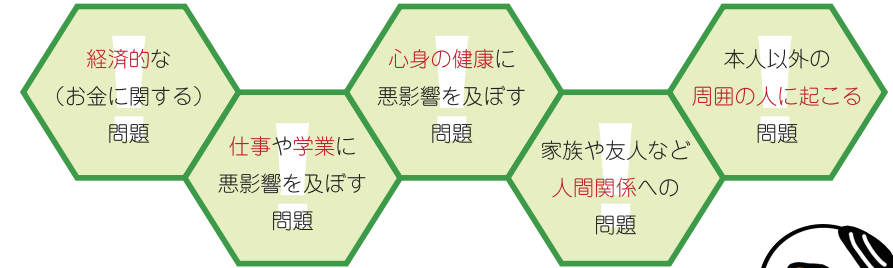 経済的な
（お金に関する）
問題
仕事や学業に
悪影響を及ぼす
問題
心身の健康に
悪影響を及ぼす
問題
家族や友人など
人間関係への
問題
本人以外の
周囲の人に起こる
問題